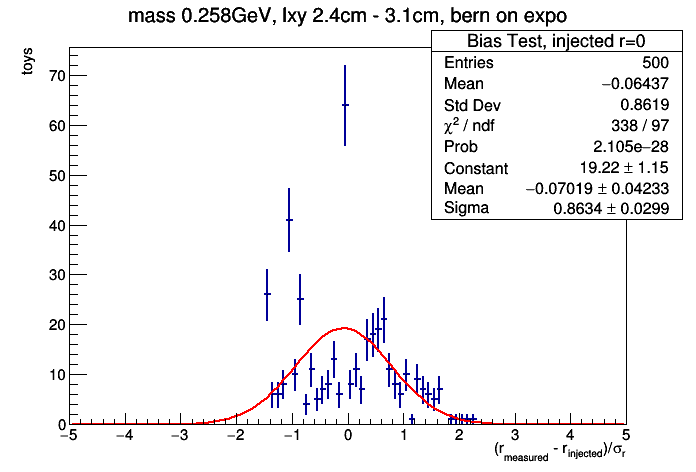 mass 0.258GeV, lxy 2.4cm - 3.1cm, bern on expo
Bias Test, injected r=0
Entries 500
Mean −0.06437
Std Dev 0.8619
χ² / ndf 338 / 97
Prob 2.105e−28
Constant 19.22 ± 1.15
Mean −0.07019 ± 0.04233
Sigma 0.8634 ± 0.0299
toys
70
60
50
40
30
20
10
0
−5 −4 −3 −2 −1 0 1 2 3 4 5
(r_measured - r_injected)/σ_r